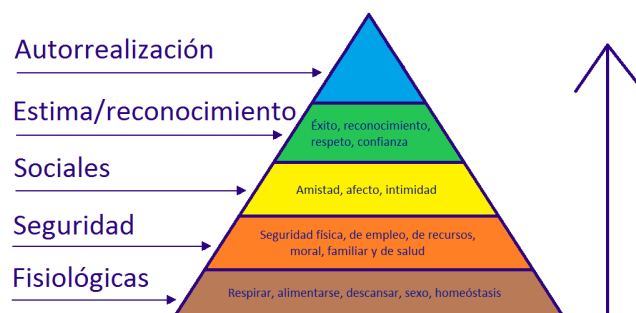 Autorrealización
Estima/reconocimiento
Éxito, reconocimiento,
respeto, confianza
Sociales
Amistad, afecto, intimidad
Seguridad
Seguridad física, de empleo, de recursos,
moral, familiar y de salud
Fisiológicas
Respirar, alimentarse, descansar, sexo, homeóstasis